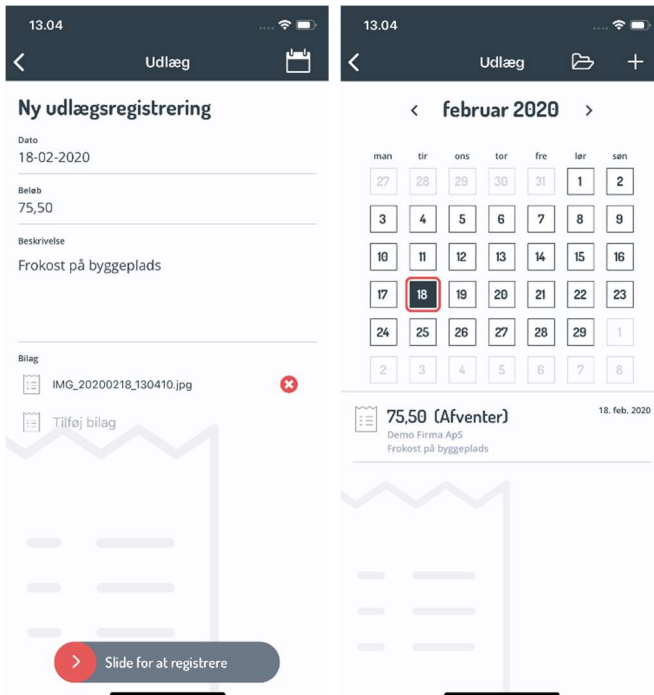 13.04
Udlæg
Ny udlægsregistrering
Dato
18-02-2020
Beløb
75,50
Beskrivelse
Frokost på byggeplads
Bilag
IMG_20200218_130410.jpg
Tilføj bilag
Slide for at registrere
13.04
Udlæg
februar 2020
man tir ons tor fre lør søn
27 28 29 30 31 1 2
3 4 5 6 7 8 9
10 11 12 13 14 15 16
17 18 19 20 21 22 23
24 25 26 27 28 29 1
2 3 4 5 6 7 8
75,50 (Afventer) 18. feb. 2020
Demo Firma ApS
Frokost på byggeplads